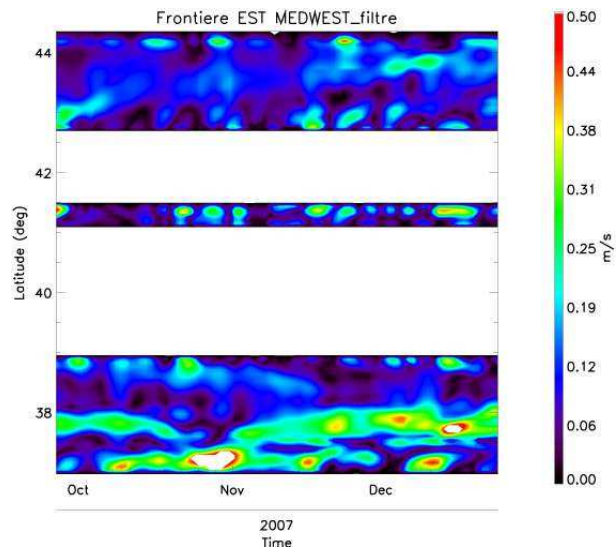 Frontiere EST MEDWEST_filtre
44
42
40
38
Latitude (deg)
Oct Nov Dec
2007
Time
0.50
0.44
0.38
0.31
0.25
0.19
0.12
0.06
0.00
m/s